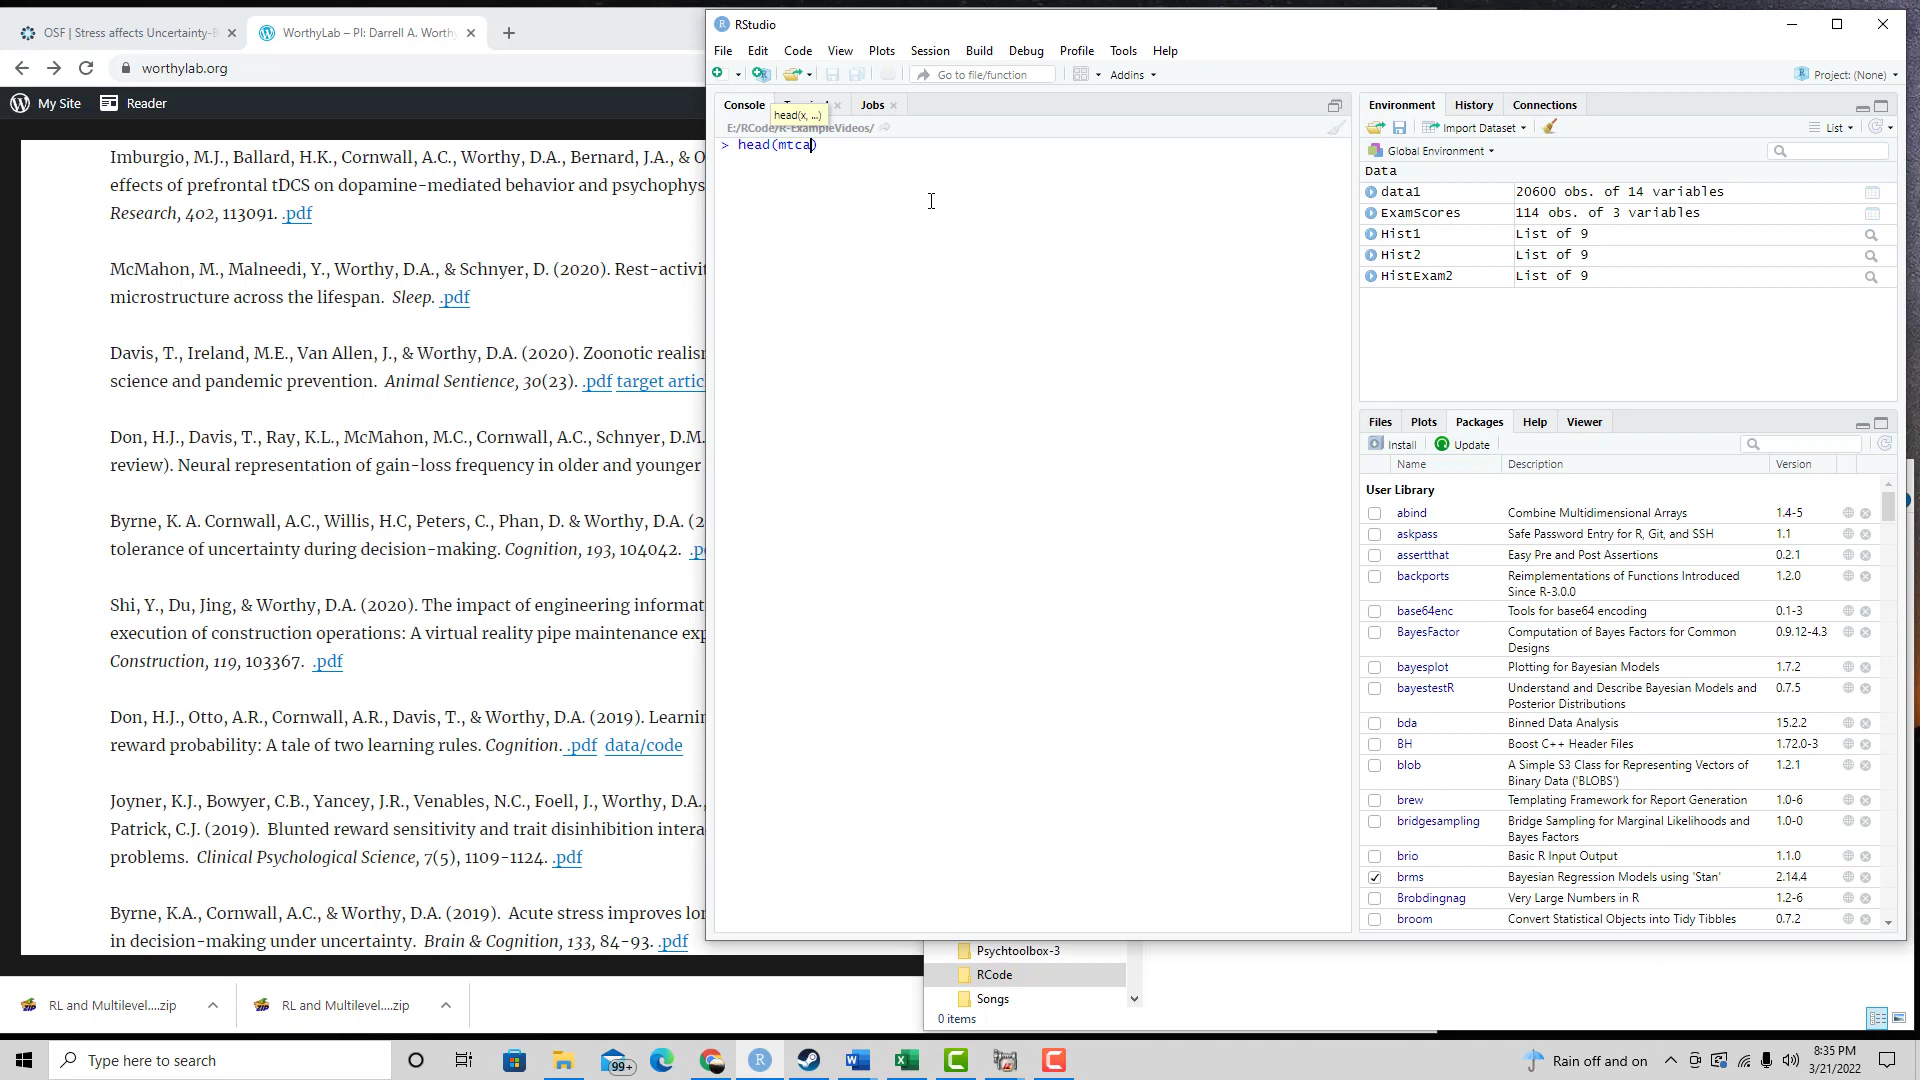 OSF | Stress affects Uncertainty-B
WorthyLab – PI: Darrell A. Worthy
worthylab.org
My Site
Reader
Imburgio, M.J., Ballard, H.K., Cornwall, A.C., Worthy, D.A., Bernard, J.A., & O
effects of prefrontal tDCS on dopamine-mediated behavior and psychophys
Research, 402, 113091. .pdf
McMahon, M., Malneedi, Y., Worthy, D.A., & Schnyer, D. (2020). Rest-activit
microstructure across the lifespan. Sleep. .pdf
Davis, T., Ireland, M.E., Van Allen, J., & Worthy, D.A. (2020). Zoonotic realisn
science and pandemic prevention. Animal Sentience, 30(23). .pdf target artic
Don, H.J., Davis, T., Ray, K.L., McMahon, M.C., Cornwall, A.C., Schnyer, D.M.
review). Neural representation of gain-loss frequency in older and younger
Byrne, K. A. Cornwall, A.C., Willis, H.C, Peters, C., Phan, D. & Worthy, D.A. (2
tolerance of uncertainty during decision-making. Cognition, 193, 104042. .p
Shi, Y., Du, Jing, & Worthy, D.A. (2020). The impact of engineering informat
execution of construction operations: A virtual reality pipe maintenance exp
Construction, 119, 103367. .pdf
Don, H.J., Otto, A.R., Cornwall, A.R., Davis, T., & Worthy, D.A. (2019). Learnin
reward probability: A tale of two learning rules. Cognition. .pdf data/code
Joyner, K.J., Bowyer, C.B., Yancey, J.R., Venables, N.C., Foell, J., Worthy, D.A.,
Patrick, C.J. (2019). Blunted reward sensitivity and trait disinhibition intera
problems. Clinical Psychological Science, 7(5), 1109-1124. .pdf
Byrne, K.A., Cornwall, A.C., & Worthy, D.A. (2019). Acute stress improves lon
in decision-making under uncertainty. Brain & Cognition, 133, 84-93. .pdf
RL and Multilevel....zip
RL and Multilevel....zip
RStudio
File Edit Code View Plots Session Build Debug Profile Tools Help
Go to file/function
Addins
Project: (None)
Console Terminal Jobs
head(x, ...)
E:/RCode/R-ExampleVideos/
> head(mtca)
Environment History Connections
Import Dataset
List
Global Environment
Data
data1 20600 obs. of 14 variables
ExamScores 114 obs. of 3 variables
Hist1 List of 9
Hist2 List of 9
HistExam2 List of 9
Files Plots Packages Help Viewer
Install Update
Name Description Version
User Library
abind Combine Multidimensional Arrays 1.4-5
askpass Safe Password Entry for R, Git, and SSH 1.1
assertthat Easy Pre and Post Assertions 0.2.1
backports Reimplementations of Functions Introduced 1.2.0
Since R-3.0.0
base64enc Tools for base64 encoding 0.1-3
BayesFactor Computation of Bayes Factors for Common 0.9.12-4.3
Designs
bayesplot Plotting for Bayesian Models 1.7.2
bayestestR Understand and Describe Bayesian Models and 0.7.5
Posterior Distributions
bda Binned Data Analysis 15.2.2
BH Boost C++ Header Files 1.72.0-3
blob A Simple S3 Class for Representing Vectors of 1.2.1
Binary Data ('BLOBS')
brew Templating Framework for Report Generation 1.0-6
bridgesampling Bridge Sampling for Marginal Likelihoods and 1.0-0
Bayes Factors
brio Basic R Input Output 1.1.0
brms Bayesian Regression Models using 'Stan' 2.14.4
Brobdingnag Very Large Numbers in R 1.2-6
broom Convert Statistical Objects into Tidy Tibbles 0.7.2
Psychtoolbox-3
RCode
Songs
0 items
Type here to search
99+
Rain off and on
8:35 PM
3/21/2022